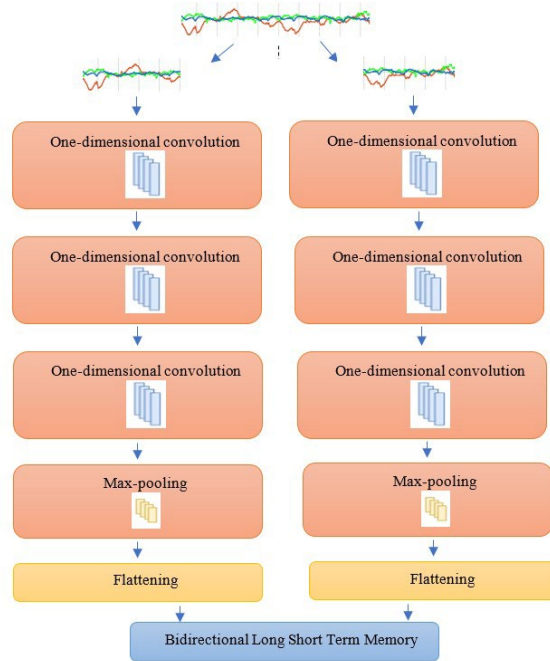 One-dimensional convolution
One-dimensional convolution
One-dimensional convolution
One-dimensional convolution
One-dimensional convolution
One-dimensional convolution
Max-pooling
Max-pooling
Flattening
Flattening
Bidirectional Long Short Term Memory